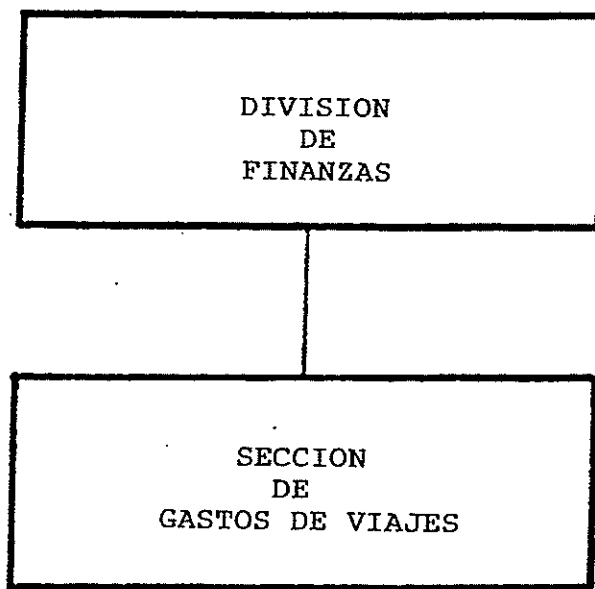 DIVISION
DE
FINANZAS
SECCION
DE
GASTOS DE VIAJES